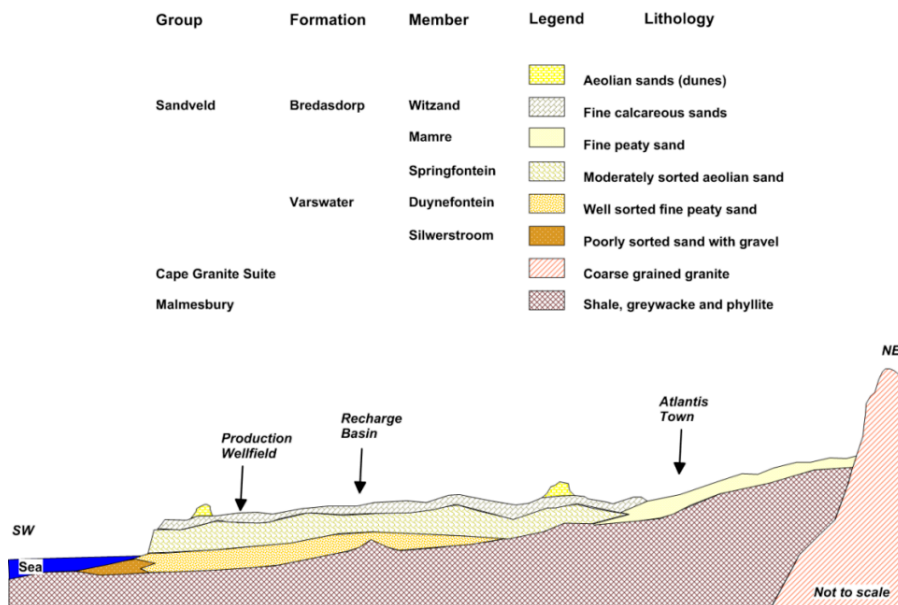 Group Formation Member Legend Lithology
Aeolian sands (dunes)
Sandveld Bredasdorp Witzand Fine calcareous sands
Mamre Fine peaty sand
Springfontein Moderately sorted aeolian sand
Varswater Duynefontein Well sorted fine peaty sand
Silwerstroom Poorly sorted sand with gravel
Cape Granite Suite Coarse grained granite
Malmesbury Shale, greywacke and phyllite
NE
Atlantis
Town
Recharge
Basin
Production
Wellfield
SW
Sea
Not to scale